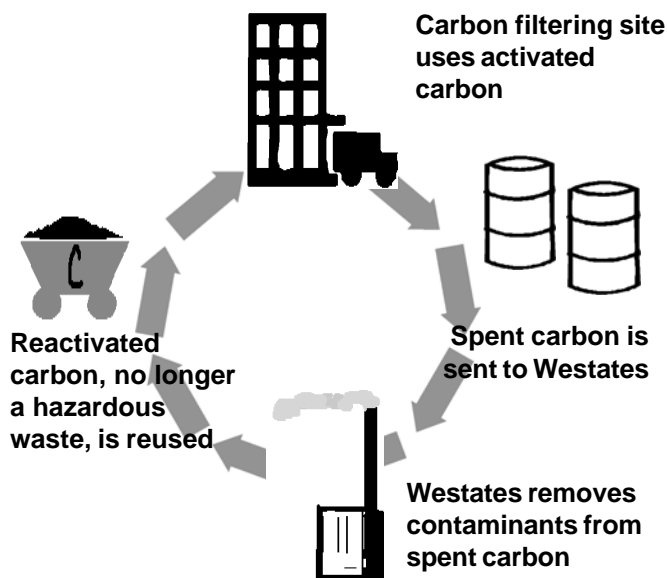 Carbon filtering site
uses activated
carbon
Spent carbon is
sent to Westates
Westates removes
contaminants from
spent carbon
C
Reactivated
carbon, no longer
a hazardous
waste, is reused